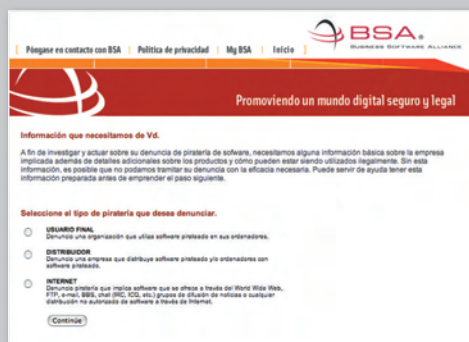 BSA®
BUSINESS SOFTWARE ALLIANCE
[ Póngase en contacto con BSA | Política de privacidad | My BSA | Inicio ]
Promoviendo un mundo digital seguro y legal
Información que necesitamos de Vd.
A fin de investigar y actuar sobre su denuncia de piratería de sofware, necesitamos alguna información básica sobre la empresa
implicada además de detalles adicionales sobre los productos y cómo pueden estar siendo utilizados ilegalmente. Sin esta
información, es posible que no podamos tramitar su denuncia con la eficacia necesaria. Puede servir de ayuda tener esta
información preparada antes de emprender el paso siguiente.
Seleccione el tipo de piratería que desea denunciar.
USUARIO FINAL
Denuncio una organización que utiliza software pirateado en sus ordenadores.
DISTRIBUIDOR
Denuncio una empresa que distribuye software pirateado y/o ordenadores con
software pirateado.
INTERNET
Denuncio piratería que implica software que se ofrece a través del World Wide Web,
FTP, e-mail, BBS, chat (IRC, ICQ, etc.) grupos de difusión de noticias o cualquier
distribución no autorizado de software a través de Internet.
Continúe